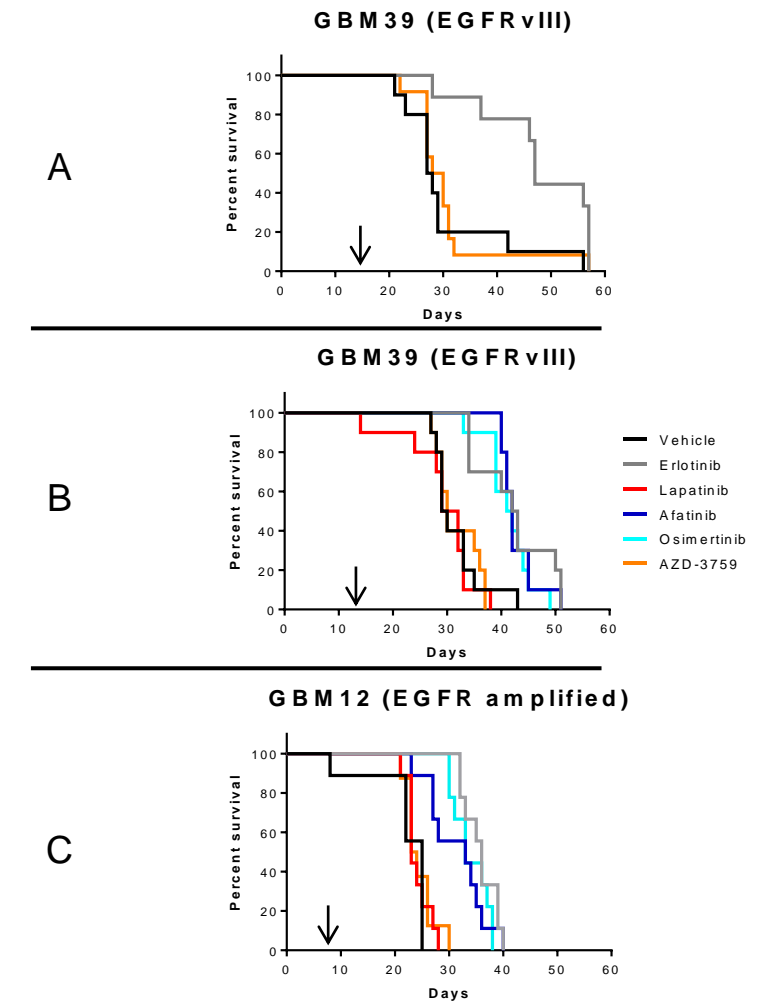 GBM39 (EGFRvIII)
A
Percent survival
100
80
60
40
20
0
0 10 20 30 40 50 60
Days
GBM39 (EGFRvIII)
B
Percent survival
100
80
60
40
20
0
0 10 20 30 40 50 60
Days
Vehicle
Erlotinib
Lapatinib
Afatinib
Osimertinib
AZD-3759
GBM12 (EGFR amplified)
C
Percent survival
100
80
60
40
20
0
0 10 20 30 40 50 60
Days